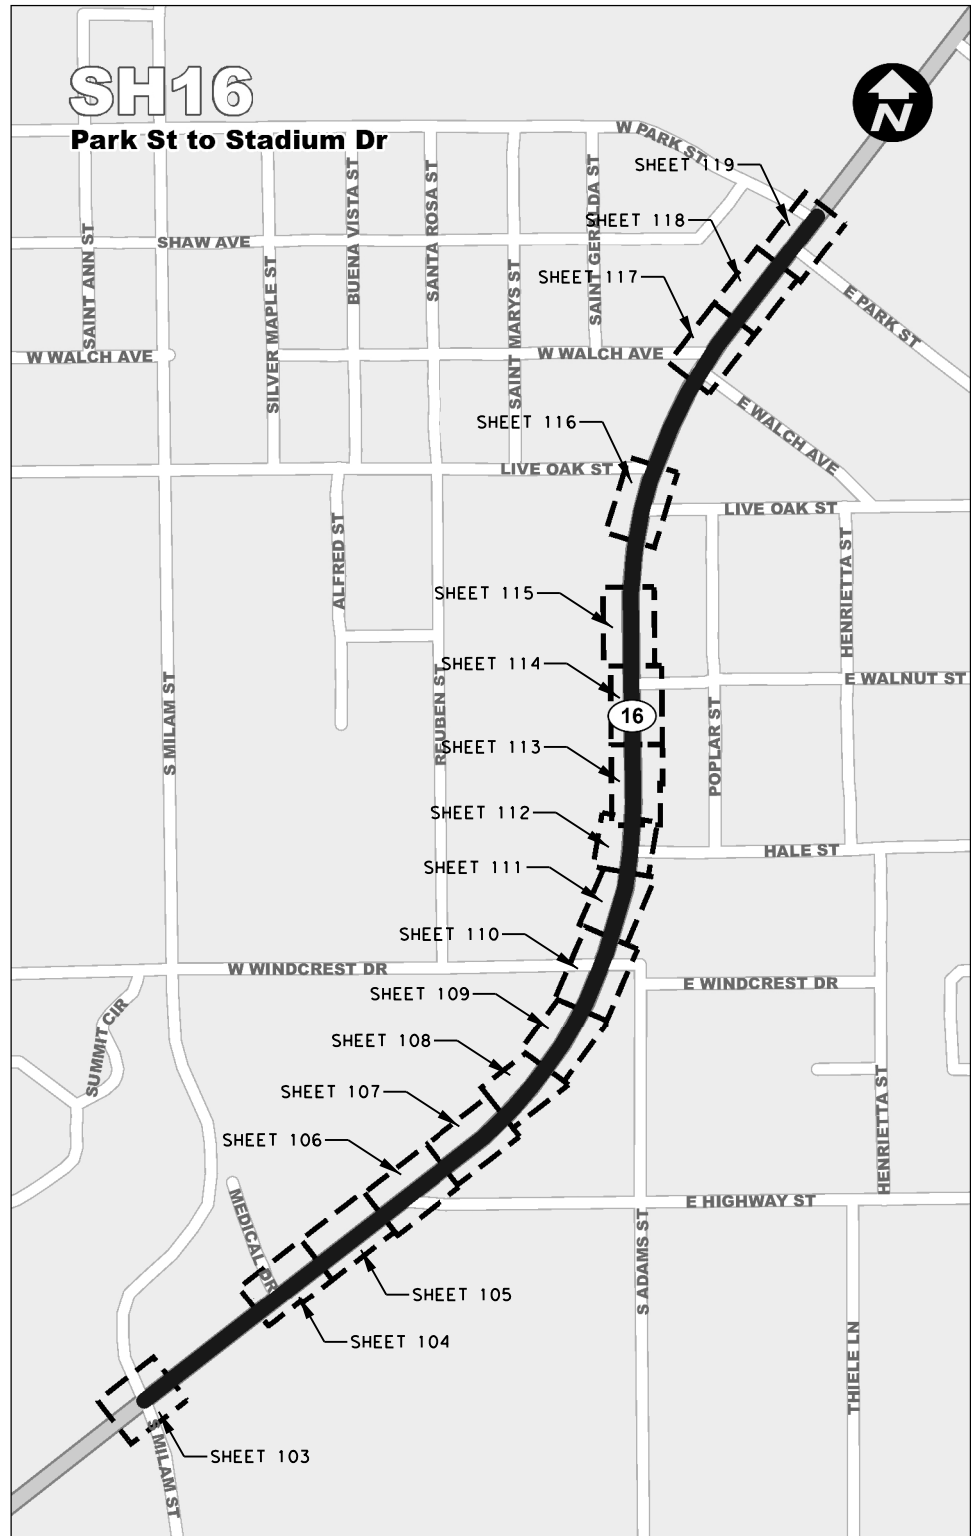 SH16
Park St to Stadium Dr
N
W PARK ST
SHEET 119
SHEET 118
SHEET 117
SAINT ANN ST
SHAW AVE
SILVER MAPLE ST
BUENA VISTA ST
SANTA ROSA ST
SAINT MARYS ST
SAINT GERALDA ST
E PARK ST
W WALCH AVE
W WALCH AVE
E WALCH AVE
SHEET 116
LIVE OAK ST
LIVE OAK ST
ALFRED ST
HENRIETTA ST
SHEET 115
SHEET 114
E WALNUT ST
S MILAM ST
REUBEN ST
16
POPLAR ST
SHEET 113
SHEET 112
HALE ST
SHEET 111
SHEET 110
W WINDCREST DR
E WINDCREST DR
SHEET 109
SUMMIT CIR
SHEET 108
SHEET 107
HENRIETTA ST
SHEET 106
E HIGHWAY ST
MEDICAL DR
S ADAMS ST
SHEET 105
SHEET 104
THIELE LN
SHEET 103
S MILAM ST